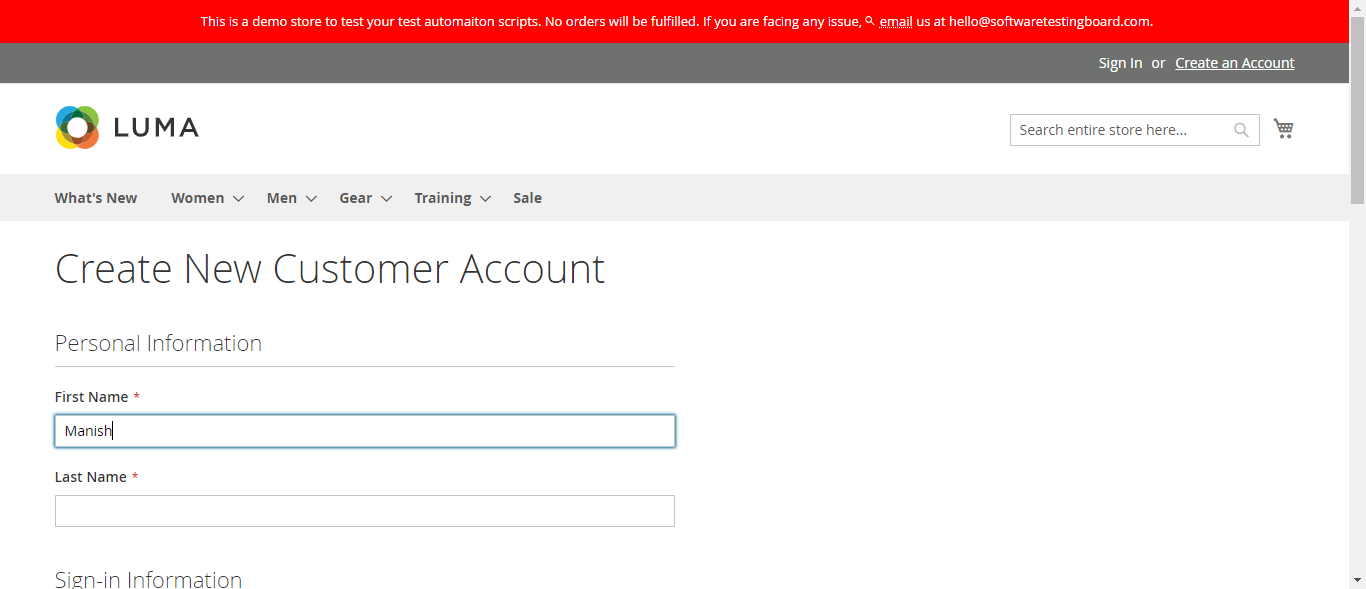 This is a demo store to test your test automaiton scripts. No orders will be fulfilled. If you are facing any issue, email us at hello@softwaretestingboard.com.
Sign In or Create an Account
LUMA
Search entire store here...
What's New Women Men Gear Training Sale
Create New Customer Account
Personal Information
First Name *
Manish
Last Name *
Sign-in Information